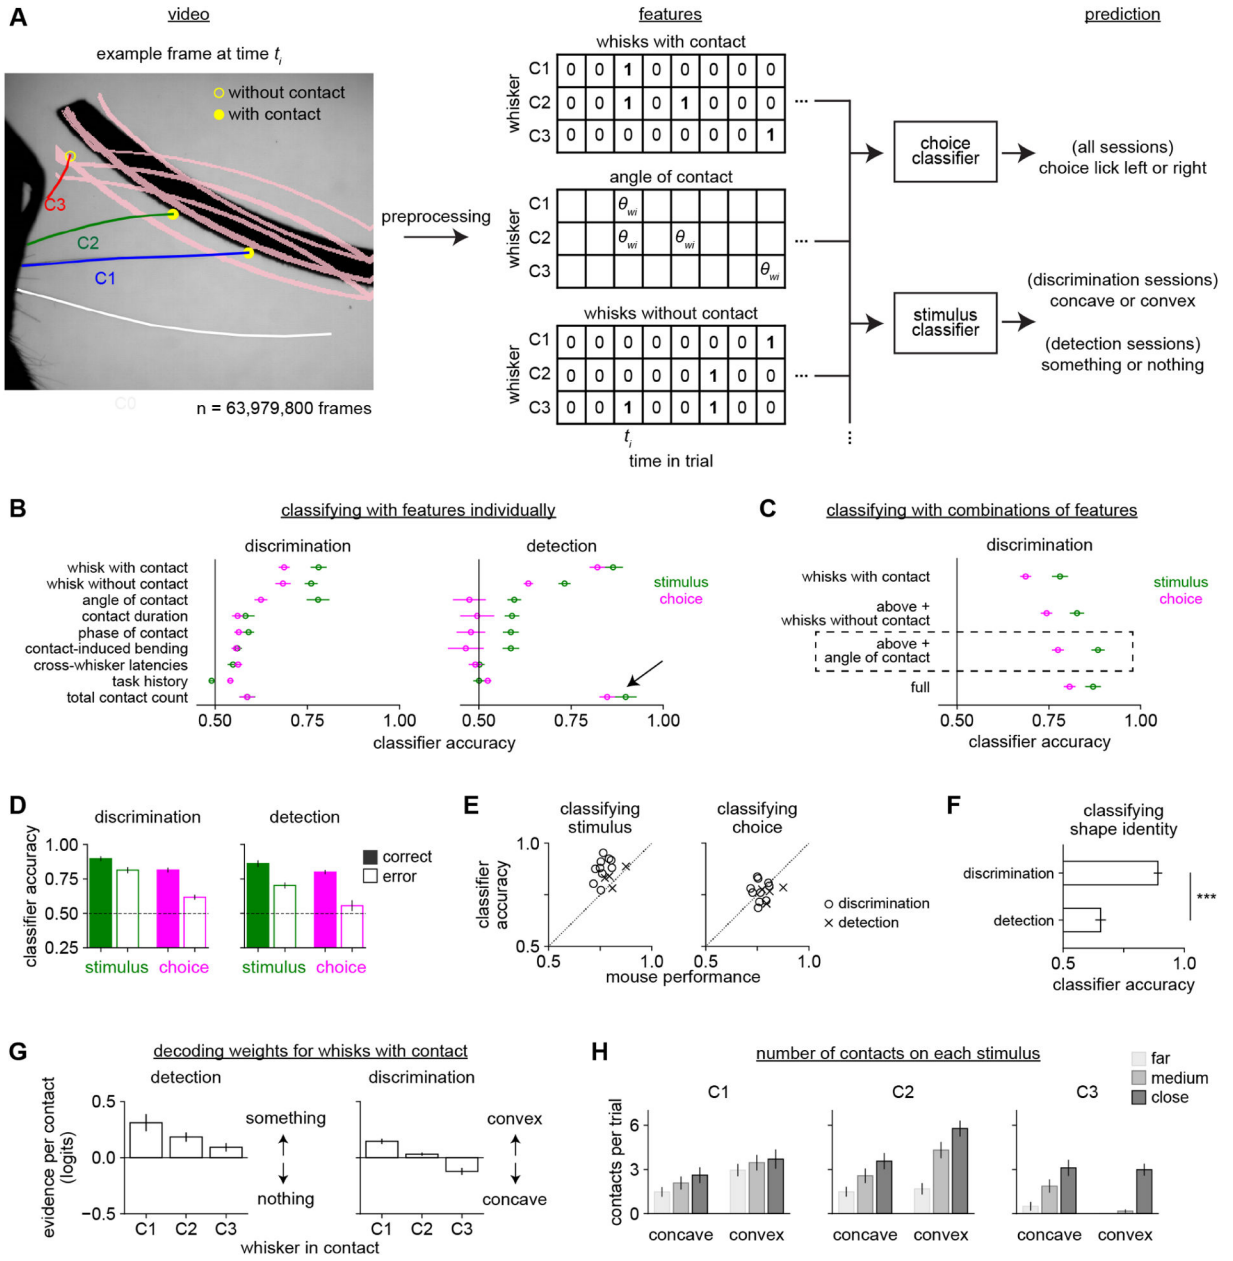 A
video
features
prediction
example frame at time ti
without contact
with contact
C3
C2
C1
C0
n = 63,979,800 frames
preprocessing
whisks with contact
whisker
C1 0 0 1 0 0 0 0 0
C2 0 0 1 0 1 0 0 0
C3 0 0 0 0 0 0 0 1
...
angle of contact
whisker
C1 θwi
C2 θwi θwi
C3 θwi
...
whisks without contact
whisker
C1 0 0 0 0 0 0 0 1
C2 0 0 0 0 0 1 0 0
C3 0 0 1 0 0 1 0 0
...
ti
time in trial
choice
classifier
(all sessions)
choice lick left or right
stimulus
classifier
(discrimination sessions)
concave or convex
(detection sessions)
something or nothing
B
classifying with features individually
discrimination
detection
whisk with contact
whisk without contact
angle of contact
contact duration
phase of contact
contact-induced bending
cross-whisker latencies
task history
total contact count
stimulus
choice
0.50 0.75 1.00
0.50 0.75 1.00
classifier accuracy
C
classifying with combinations of features
discrimination
whisks with contact
above +
whisks without contact
above +
angle of contact
full
stimulus
choice
0.50 0.75 1.00
classifier accuracy
D
discrimination
detection
classifier accuracy
1.00
0.75
0.50
0.25
correct
error
stimulus choice
stimulus choice
E
classifying
stimulus
classifying
choice
classifier
accuracy
1.0
0.5
0.5 1.0
0.5 1.0
mouse performance
discrimination
detection
F
classifying
shape identity
discrimination
detection
***
0.5 1.0
classifier accuracy
G
decoding weights for whisks with contact
detection
discrimination
evidence per contact
(logits)
0.5
0.0
−0.5
something
nothing
convex
concave
C1 C2 C3
C1 C2 C3
whisker in contact
H
number of contacts on each stimulus
far
medium
close
C1
C2
C3
contacts per trial
6
3
0
concave convex
concave convex
concave convex